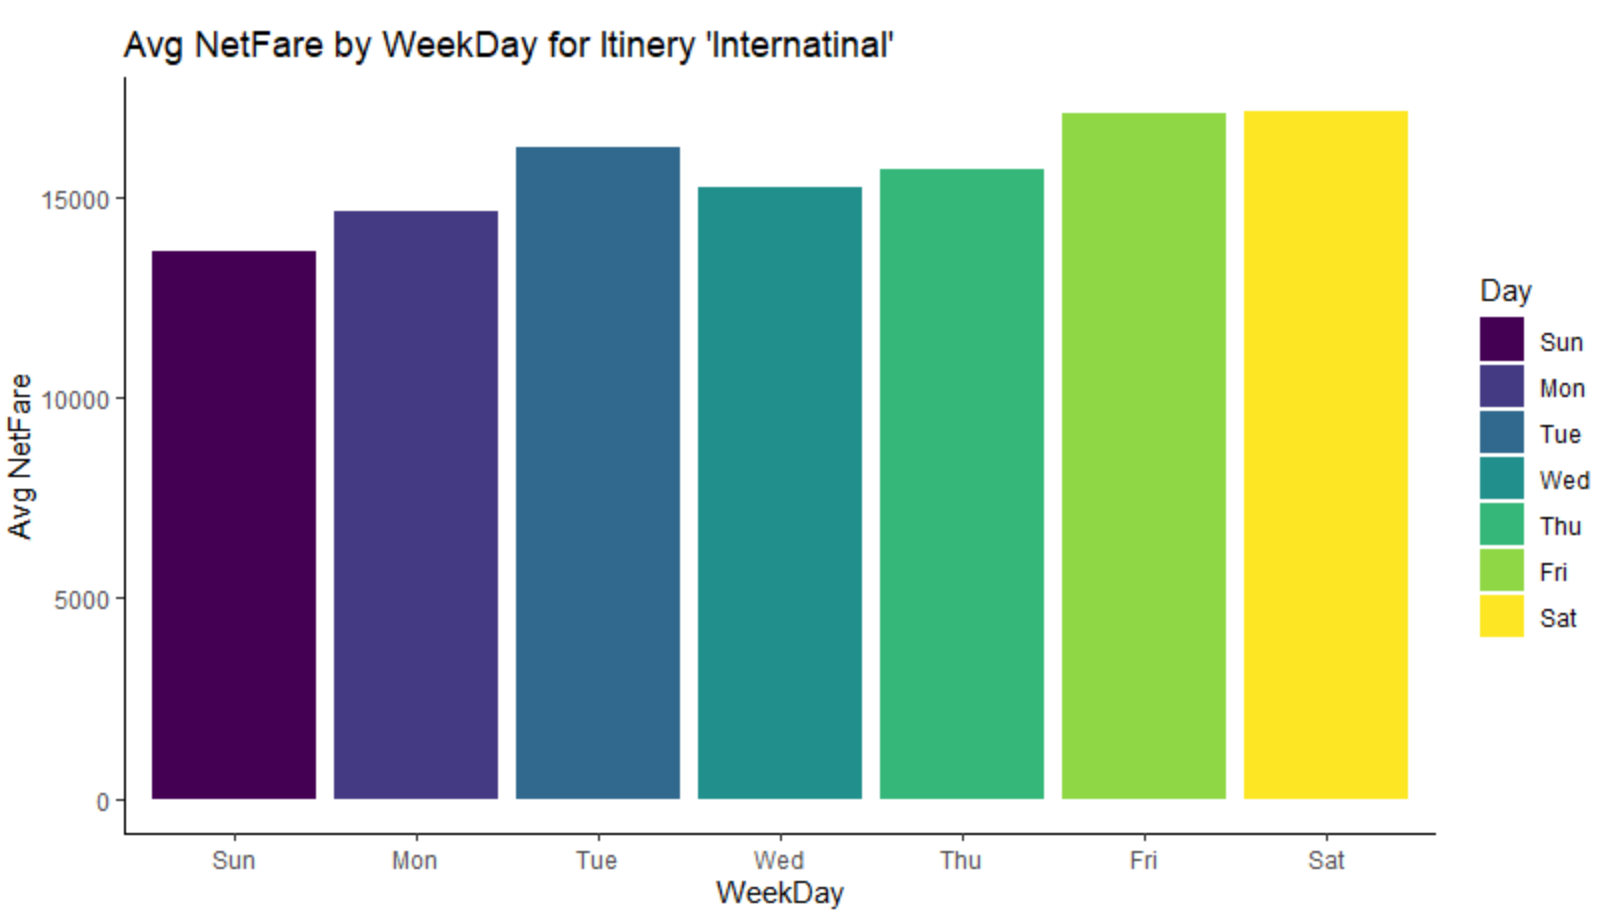 Avg NetFare by WeekDay for Itinery 'Internatinal'
Avg NetFare
15000
10000
5000
0
Sun Mon Tue Wed Thu Fri Sat
WeekDay
Day
Sun
Mon
Tue
Wed
Thu
Fri
Sat